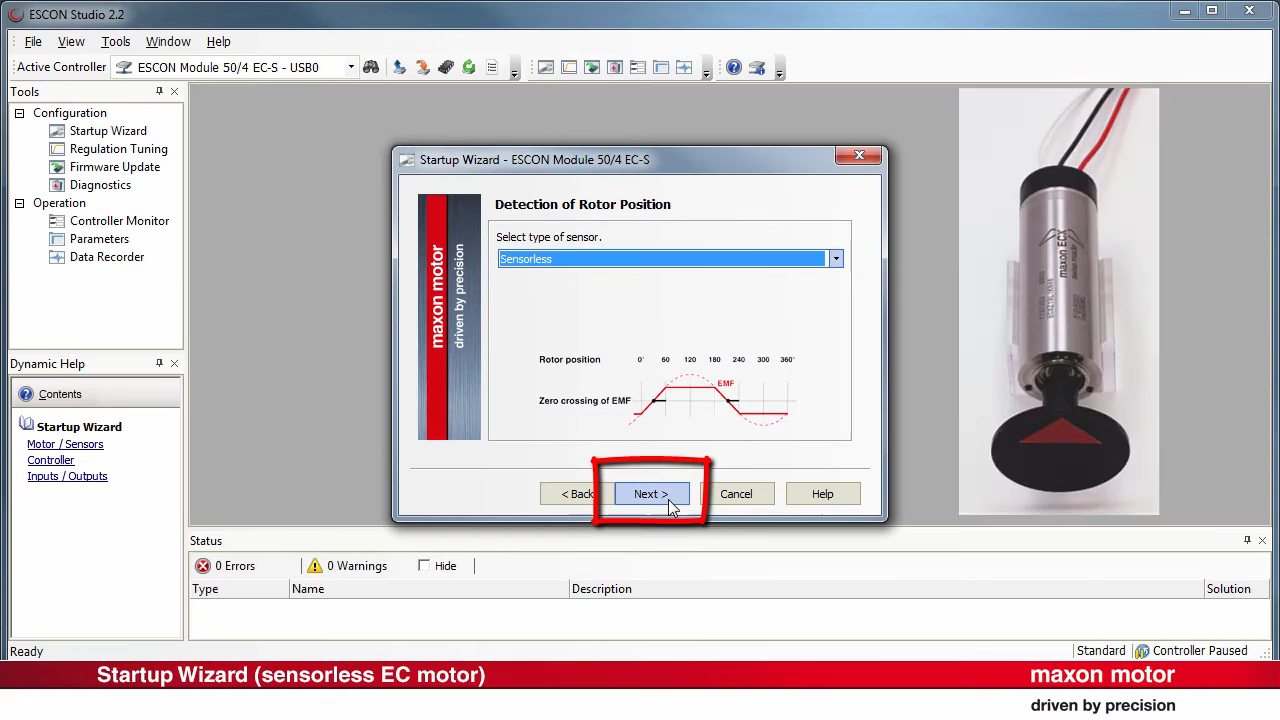 ESCON Studio 2.2
File View Tools Window Help
Active Controller ESCON Module 50/4 EC-S - USB0
Tools
Configuration
Startup Wizard
Regulation Tuning
Firmware Update
Diagnostics
Operation
Controller Monitor
Parameters
Data Recorder
Dynamic Help
Contents
Startup Wizard
Motor / Sensors
Controller
Inputs / Outputs
Startup Wizard - ESCON Module 50/4 EC-S
maxon motor
driven by precision
Detection of Rotor Position
Select type of sensor.
Sensorless
Rotor position 0° 60 120 180 240 300 360°
EMF
Zero crossing of EMF
< Back Next > Cancel Help
maxon ECX
Status
0 Errors 0 Warnings Hide
Type Name Description Solution
Ready Standard Controller Paused
Startup Wizard (sensorless EC motor) maxon motor
driven by precision